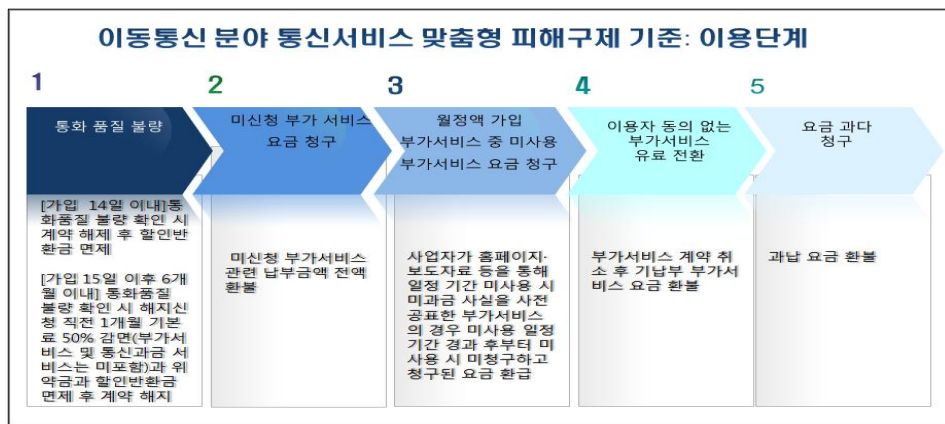 이동통신 분야 통신서비스 맞춤형 피해구제 기준: 이용단계
1
통화 품질 불량
[가입 14일 이내]통
화품질 불량 확인 시
계약 해제 후 할인반
환금 면제
[가입 15일 이후 6개
월 이내] 통화품질
불량 확인 시 해지신
청 직전 1개월 기본
료 50% 감면(부가서
비스 및 통신과금 서
비스는 미포함)과 위
약금과 할인반환금
면제 후 계약 해지
2
미신청 부가 서비스
요금 청구
미신청 부가서비스
관련 납부금액 전액
환불
3
월정액 가입
부가서비스 중 미사용
부가서비스 요금 청구
사업자가 홈페이지·
보도자료 등을 통해
일정 기간 미사용 시
미과금 사실을 사전
공표한 부가서비스
의 경우 미사용 일정
기간 경과 후부터 미
사용 시 미청구하고
청구된 요금 환급
4
이용자 동의 없는
부가서비스
유료 전환
부가서비스 계약 취
소 후 기납부 부가서
비스 요금 환불
5
요금 과다
청구
과납 요금 환불